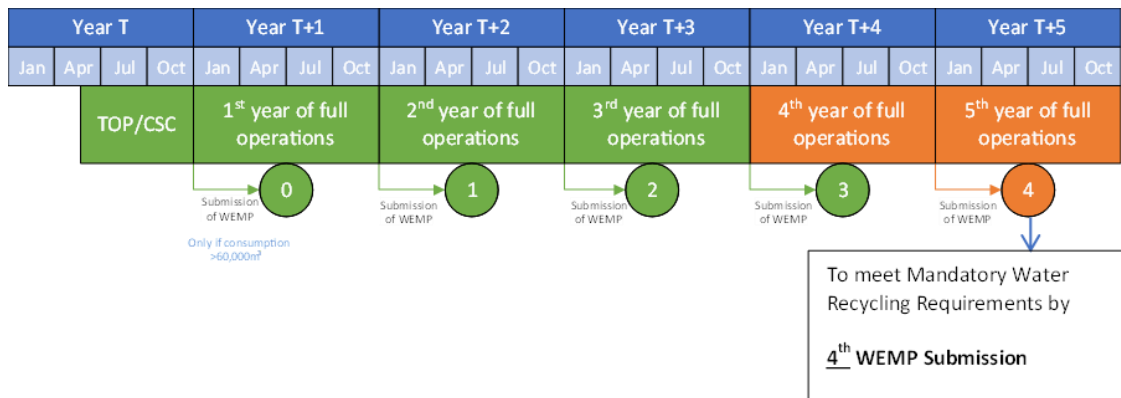 Year T Year T+1 Year T+2 Year T+3 Year T+4 Year T+5
Jan Apr Jul Oct Jan Apr Jul Oct Jan Apr Jul Oct Jan Apr Jul Oct Jan Apr Jul Oct Jan Apr Jul Oct
TOP/CSC
1st year of full
operations
2nd year of full
operations
3rd year of full
operations
4th year of full
operations
5th year of full
operations
0
Submission
of WEMP
Only if consumption
>60,000m³
1
Submission
of WEMP
2
Submission
of WEMP
3
Submission
of WEMP
4
Submission
of WEMP
To meet Mandatory Water
Recycling Requirements by
4th WEMP Submission